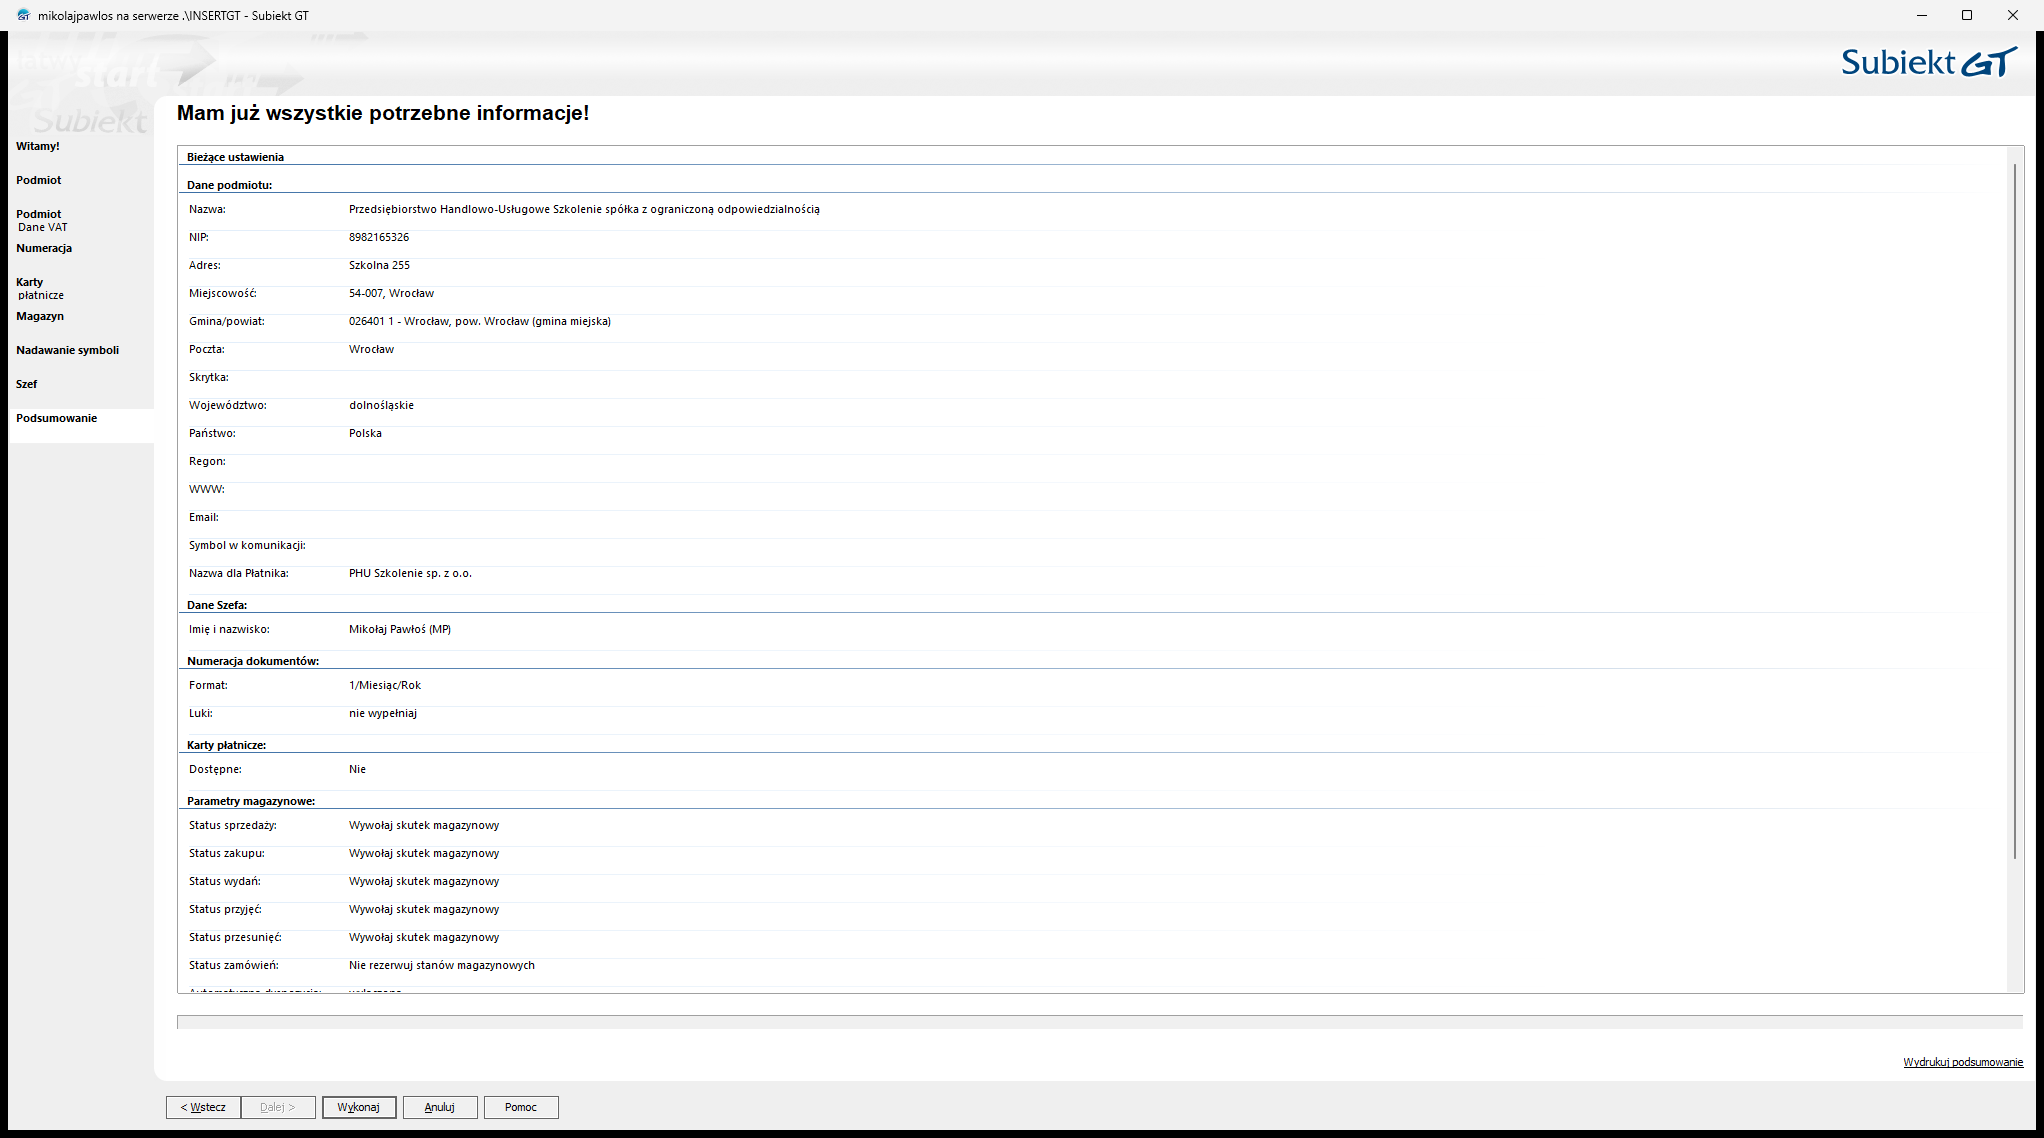 mikolajpawlos na serwerze .\INSERTGT - Subiekt GT
start
Subiekt
Subiekt GT
Mam już wszystkie potrzebne informacje!
Witamy!
Podmiot
Podmiot
Dane VAT
Numeracja
Karty
płatnicze
Magazyn
Nadawanie symboli
Szef
Podsumowanie
Bieżące ustawienia
Dane podmiotu:
Nazwa: Przedsiębiorstwo Handlowo-Usługowe Szkolenie spółka z ograniczoną odpowiedzialnością
NIP: 8982165326
Adres: Szkolna 255
Miejscowość: 54-007, Wrocław
Gmina/powiat: 026401 1 - Wrocław, pow. Wrocław (gmina miejska)
Poczta: Wrocław
Skrytka:
Województwo: dolnośląskie
Państwo: Polska
Regon:
WWW:
Email:
Symbol w komunikacji:
Nazwa dla Płatnika: PHU Szkolenie sp. z o.o.
Dane Szefa:
Imię i nazwisko: Mikołaj Pawłoś (MP)
Numeracja dokumentów:
Format: 1/Miesiąc/Rok
Luki: nie wypełniaj
Karty płatnicze:
Dostępne: Nie
Parametry magazynowe:
Status sprzedaży: Wywołaj skutek magazynowy
Status zakupu: Wywołaj skutek magazynowy
Status wydań: Wywołaj skutek magazynowy
Status przyjęć: Wywołaj skutek magazynowy
Status przesunięć: Wywołaj skutek magazynowy
Status zamówień: Nie rezerwuj stanów magazynowych
Wydrukuj podsumowanie
< Wstecz
Dalej >
Wykonaj
Anuluj
Pomoc